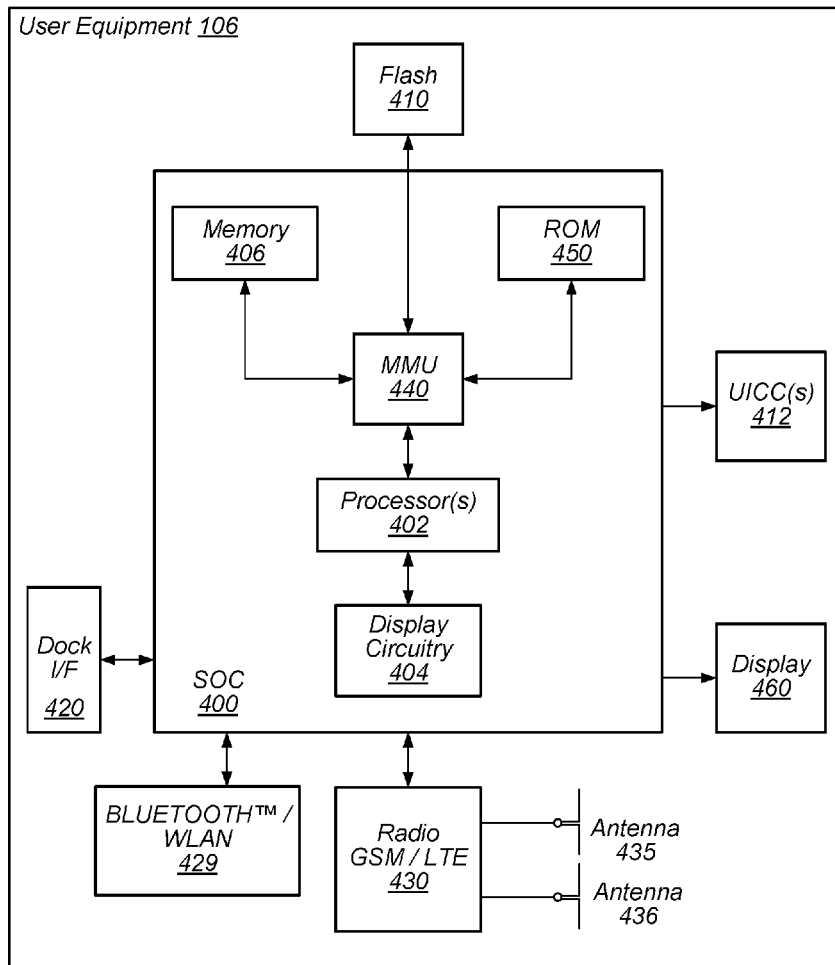 User Equipment 106
Flash
410
Memory
406
ROM
450
MMU
440
UICC(s)
412
Processor(s)
402
Dock
I/F
420
Display
Circuitry
404
SOC
400
Display
460
BLUETOOTH™ /
WLAN
429
Radio
GSM / LTE
430
Antenna
435
Antenna
436